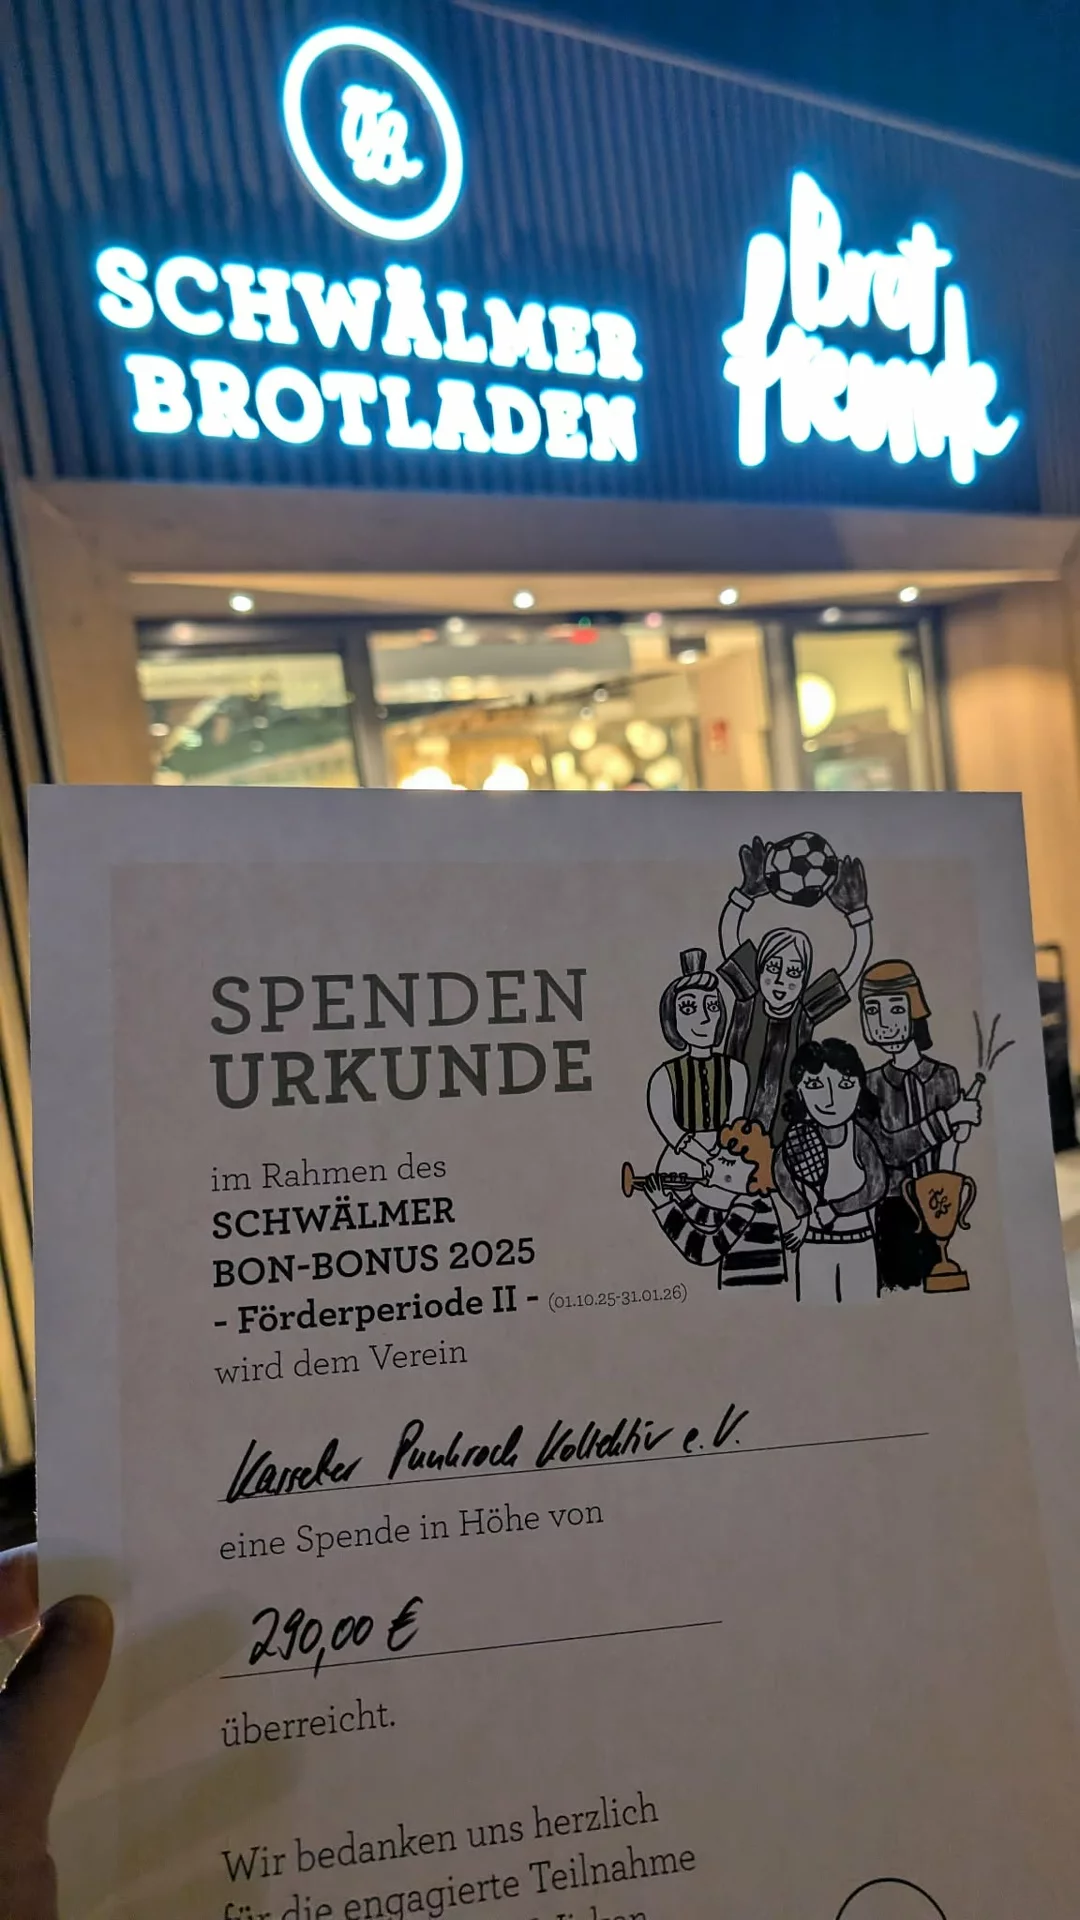 SCHWÄLMER
BROTLADEN
Brot
freunde
SPENDEN
URKUNDE
im Rahmen des
SCHWÄLMER
BON-BONUS 2025
- Förderperiode II - (01.10.25-31.01.26)
wird dem Verein
Kasseler Punkrock Kollektiv e.V.
eine Spende in Höhe von
290,00 €
überreicht.
Wir bedanken uns herzlich
für die engagierte Teilnahme